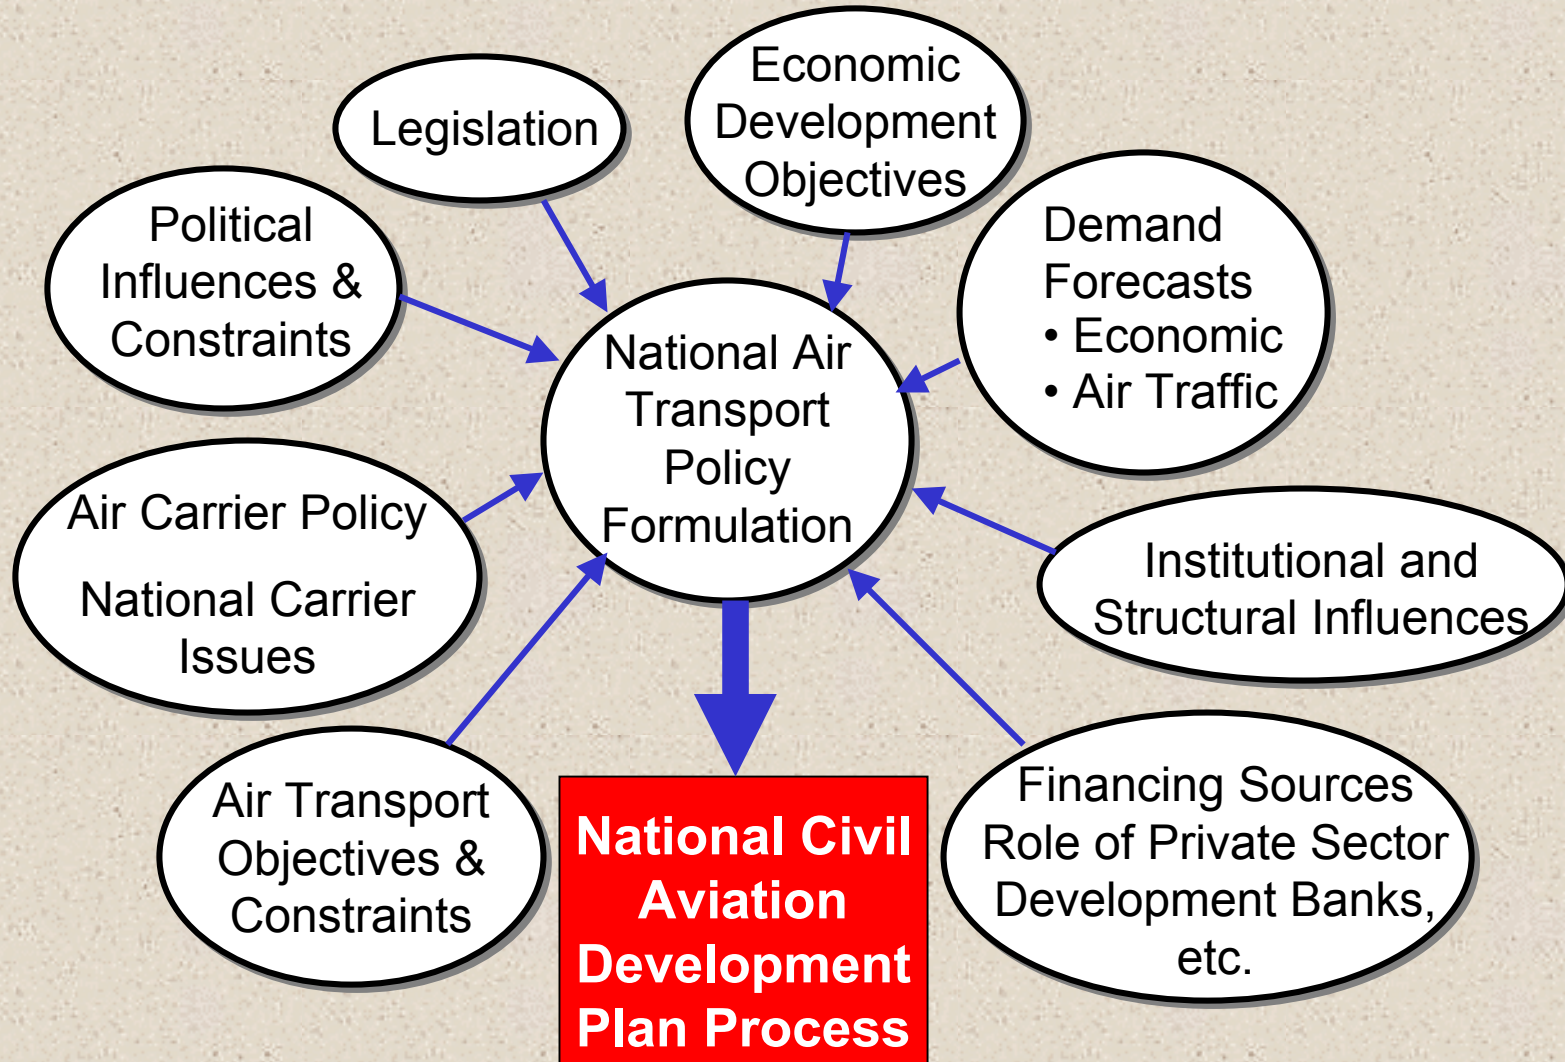 Economic
Development
Objectives
Legislation
Political
Influences &
Constraints
Demand
Forecasts
• Economic
• Air Traffic
National Air
Transport
Policy
Formulation
Air Carrier Policy
National Carrier
Issues
Institutional and
Structural Influences
Air Transport
Objectives &
Constraints
Financing Sources
Role of Private Sector
Development Banks,
etc.
National Civil
Aviation
Development
Plan Process